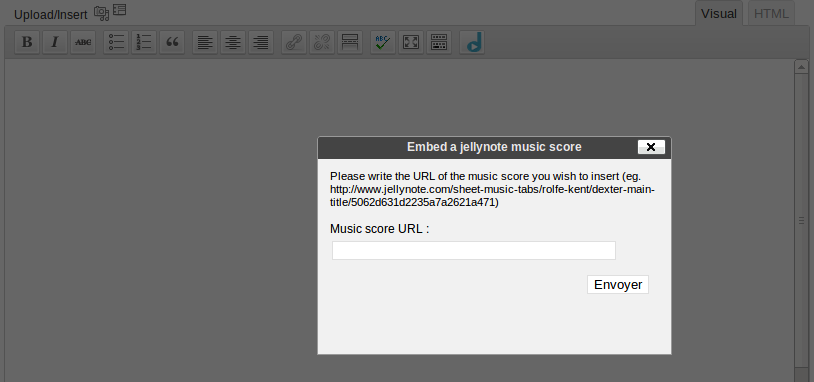 Upload/Insert
Visual
HTML
B I ABC
ABC
Embed a jellynote music score
Please write the URL of the music score you wish to insert (eg.
http://www.jellynote.com/sheet-music-tabs/rolfe-kent/dexter-main-
title/5062d631d2235a7a2621a471)
Music score URL :
Envoyer